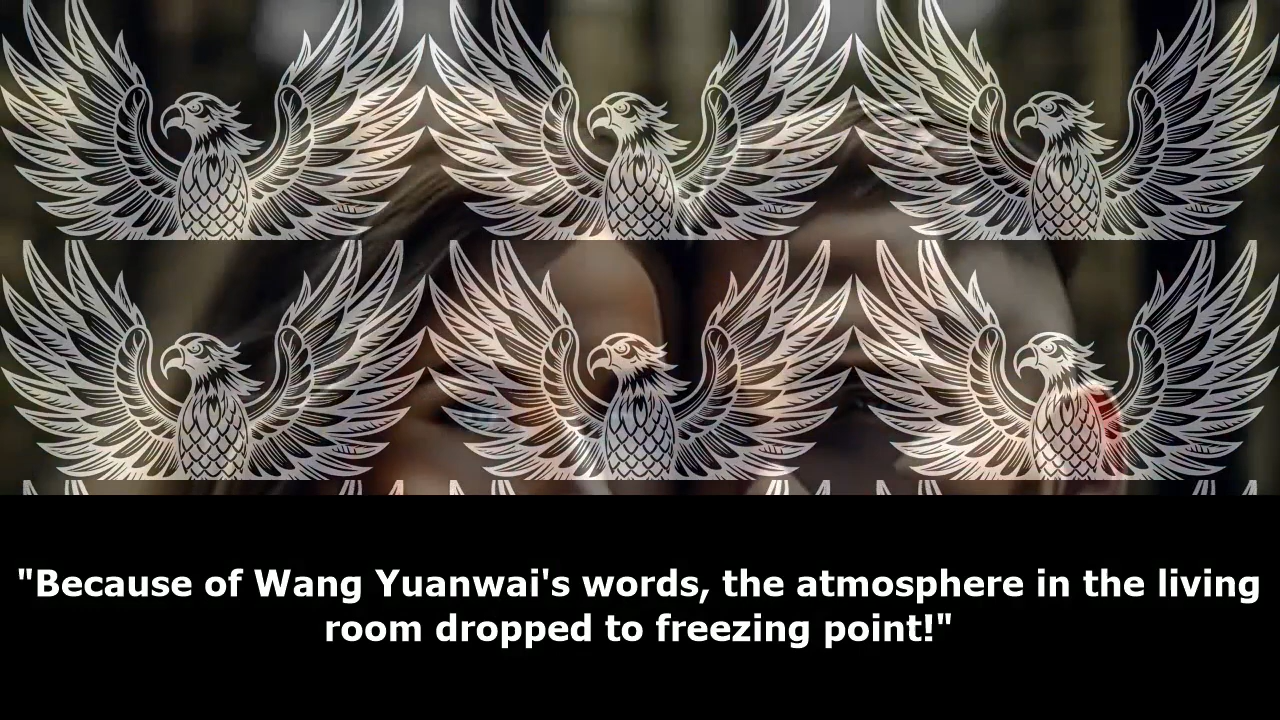 "Because of Wang Yuanwai's words, the atmosphere in the living
room dropped to freezing point!"